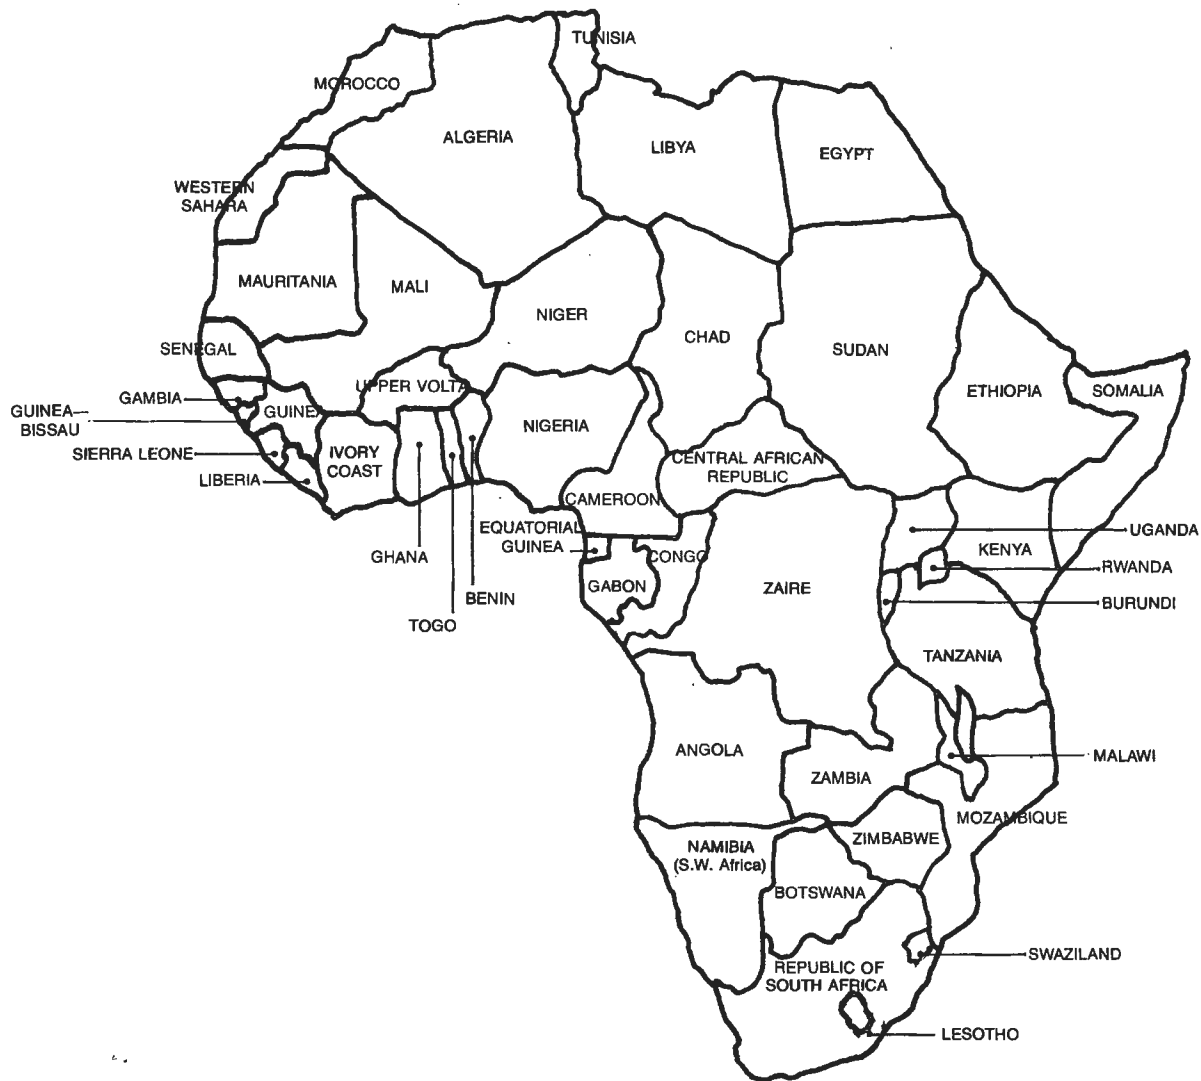 TUNISIA
MOROCCO
ALGERIA
LIBYA
EGYPT
WESTERN
SAHARA
MAURITANIA
MALI
NIGER
CHAD
SUDAN
SENEGAL
UPPER VOLTA
ETHIOPIA
SOMALIA
GAMBIA
GUINEA
GUINEA-
BISSAU
NIGERIA
SIERRA LEONE
IVORY
COAST
CENTRAL AFRICAN
REPUBLIC
LIBERIA
CAMEROON
EQUATORIAL
GUINEA
UGANDA
GHANA
CONGO
KENYA
RWANDA
GABON
ZAIRE
BENIN
BURUNDI
TOGO
TANZANIA
ANGOLA
MALAWI
ZAMBIA
MOZAMBIQUE
NAMIBIA
(S.W. Africa)
ZIMBABWE
BOTSWANA
SWAZILAND
REPUBLIC OF
SOUTH AFRICA
LESOTHO